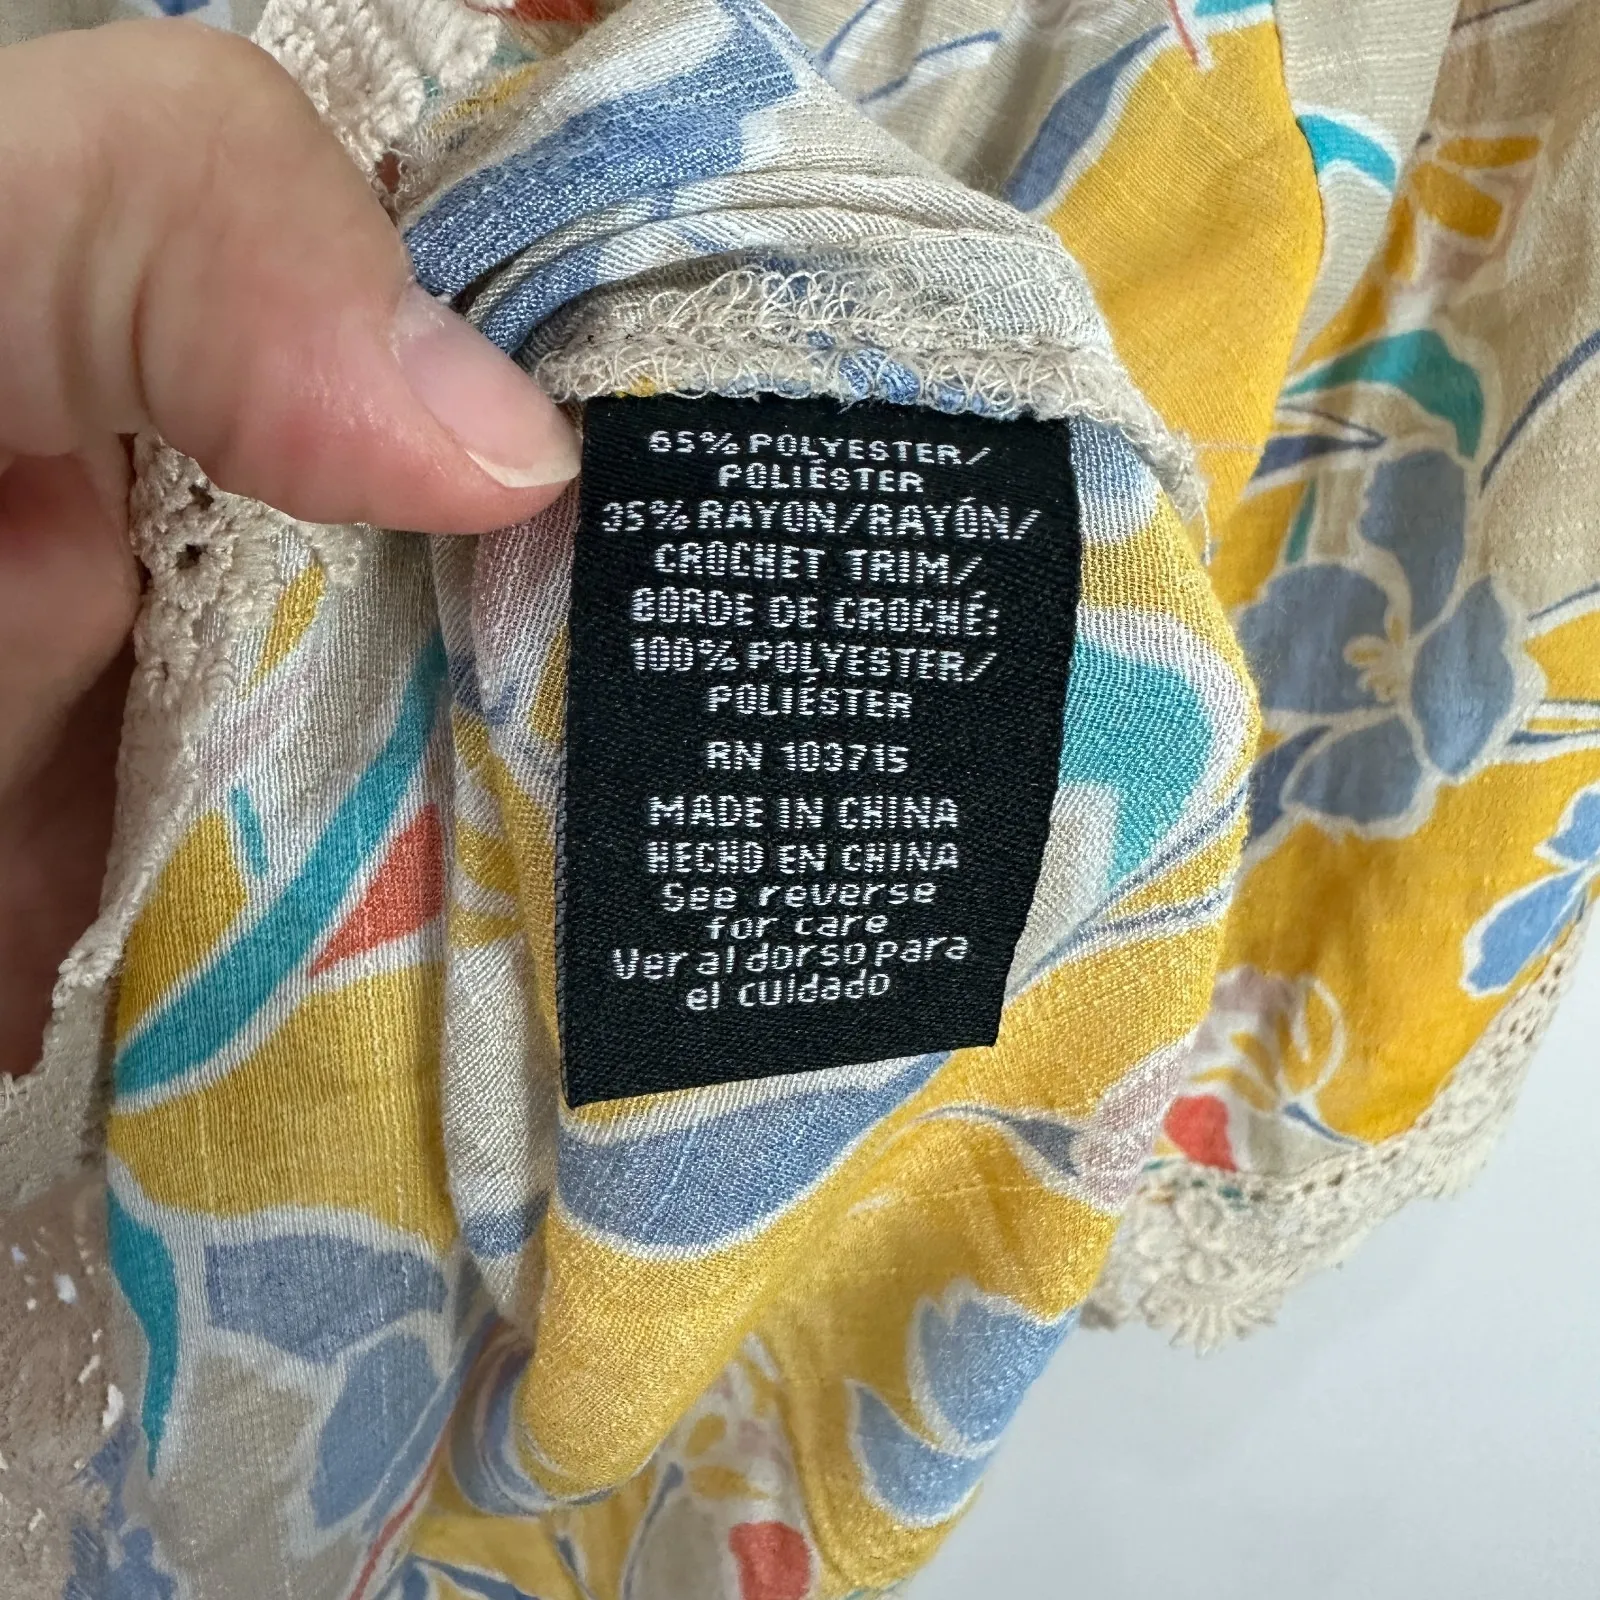 65% POLYESTER/
POLIÉSTER
35% RAYON/RAYÓN/
CROCHET TRIM/
BORDE DE CROCHÉ:
100% POLYESTER/
POLIÉSTER
RN 103715
MADE IN CHINA
HECHO EN CHINA
See reverse
for care
Ver al dorso para
el cuidado